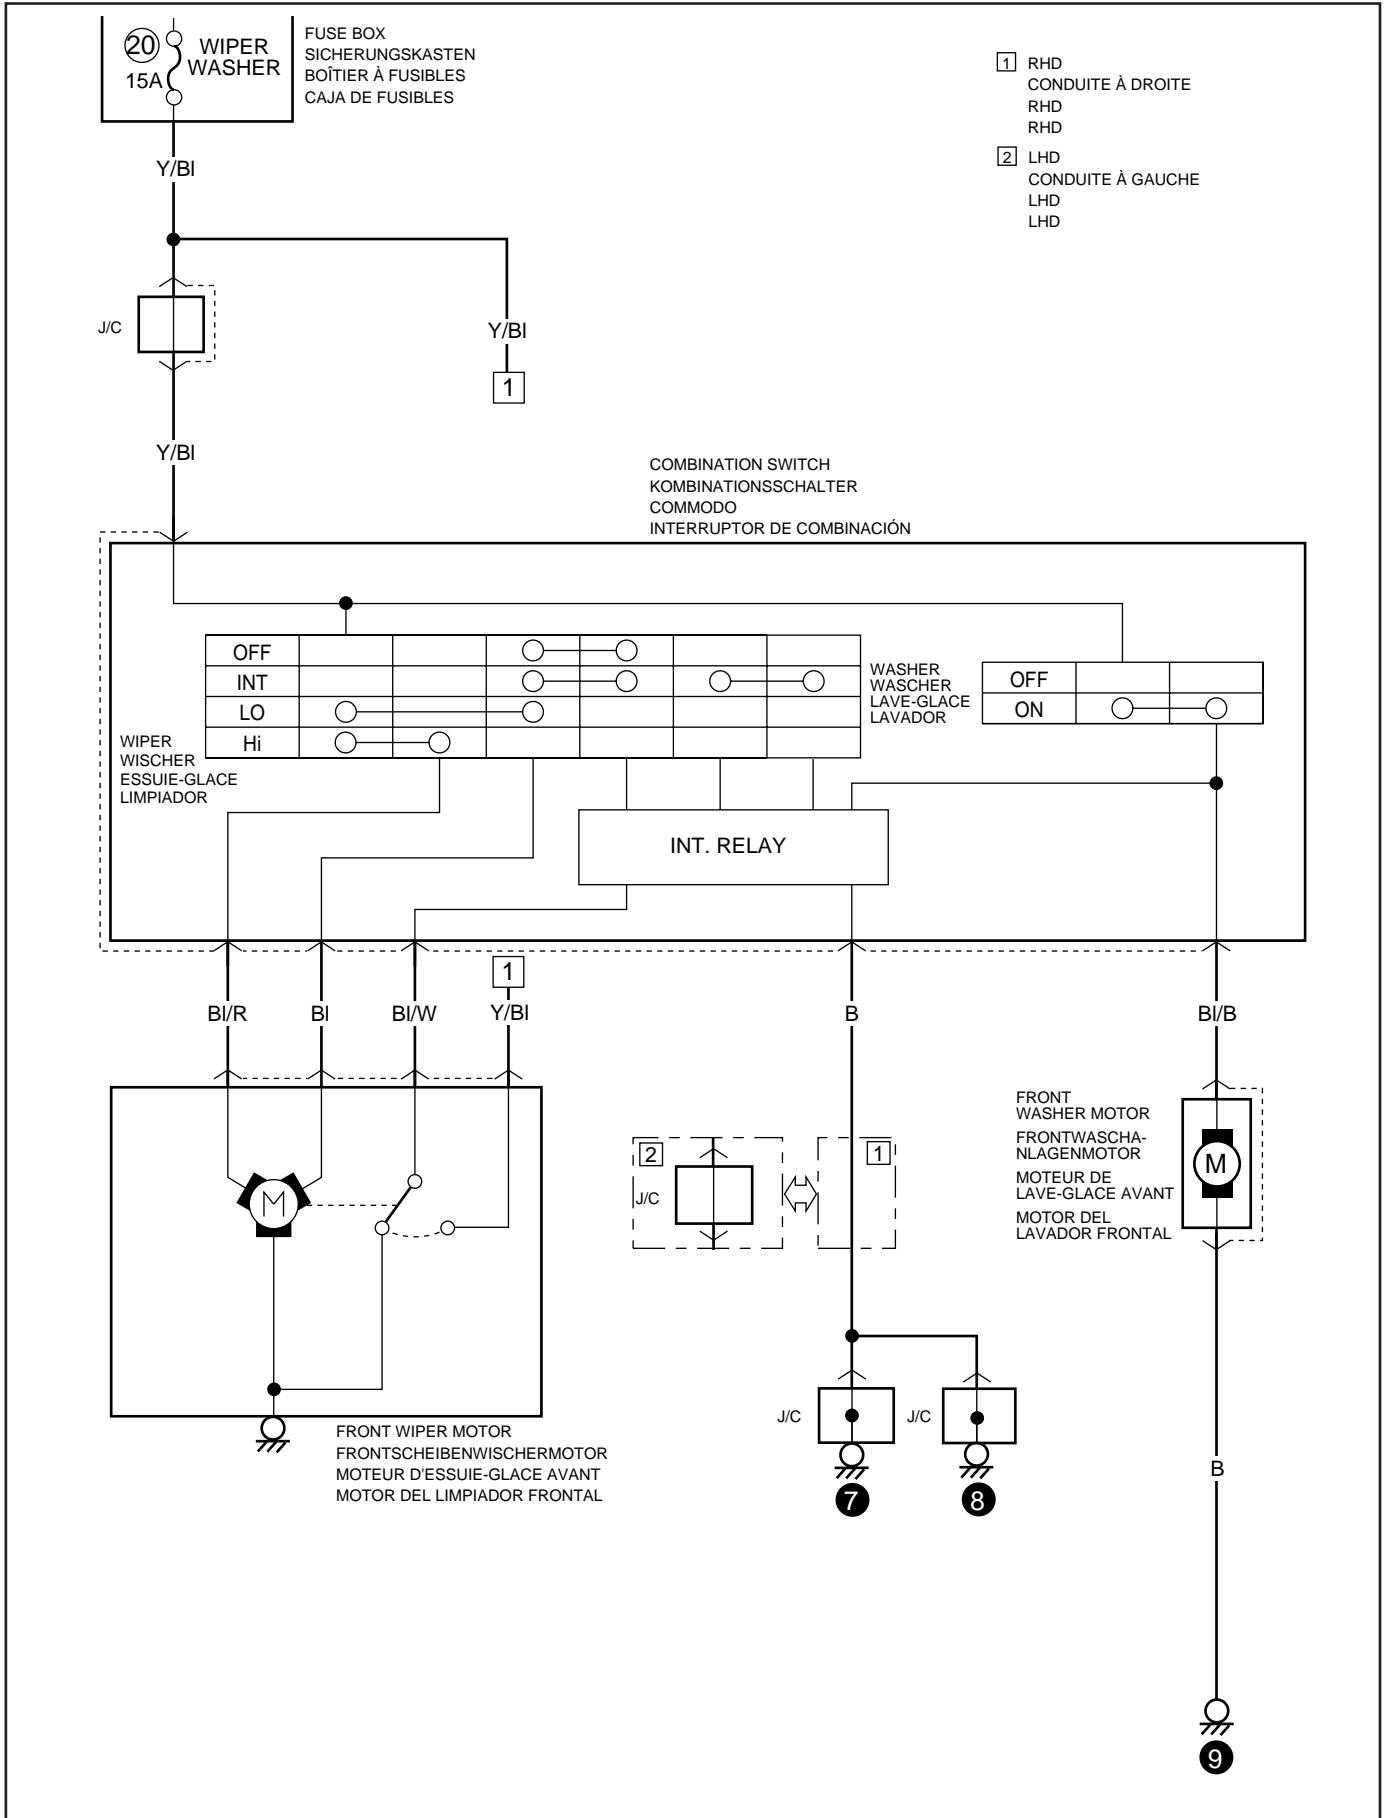 20
15A
WIPER
WASHER
FUSE BOX
SICHERUNGSKASTEN
BOÎTIER À FUSIBLES
CAJA DE FUSIBLES
1 RHD
CONDUITE À DROITE
RHD
RHD
2 LHD
CONDUITE À GAUCHE
LHD
LHD
Y/Bl
J/C
Y/Bl
1
Y/Bl
COMBINATION SWITCH
KOMBINATIONSSCHALTER
COMMODO
INTERRUPTOR DE COMBINACIÓN
OFF
INT
LO
Hi
WIPER
WISCHER
ESSUIE-GLACE
LIMPIADOR
WASHER
WASCHER
LAVE-GLACE
LAVADOR
OFF
ON
INT. RELAY
1
Bl/R Bl Bl/W Y/Bl B Bl/B
M
FRONT WIPER MOTOR
FRONTSCHEIBENWISCHERMOTOR
MOTEUR D'ESSUIE-GLACE AVANT
MOTOR DEL LIMPIADOR FRONTAL
2
J/C
1
J/C
J/C
7
8
FRONT
WASHER MOTOR
FRONTWASCHA-
NLAGENMOTOR
MOTEUR DE
LAVE-GLACE AVANT
MOTOR DEL
LAVADOR FRONTAL
M
B
9